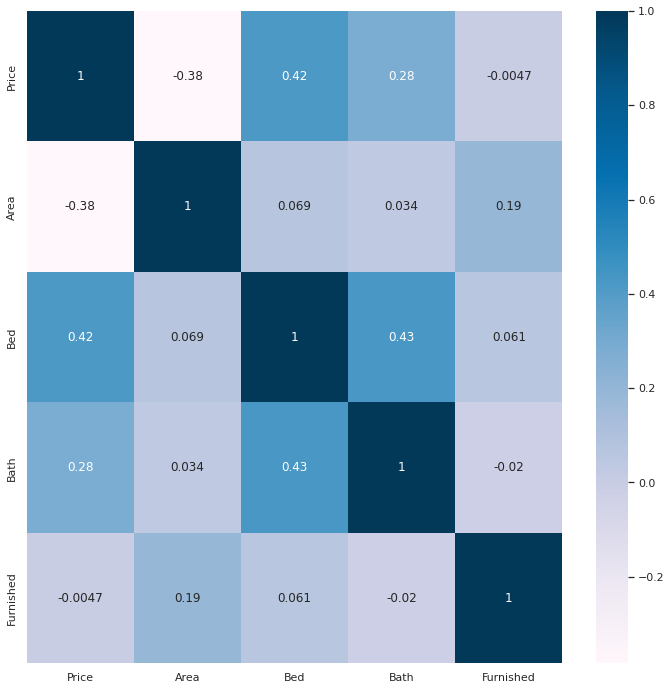 Price 1 -0.38 0.42 0.28 -0.0047
Area -0.38 1 0.069 0.034 0.19
Bed 0.42 0.069 1 0.43 0.061
Bath 0.28 0.034 0.43 1 -0.02
Furnished -0.0047 0.19 0.061 -0.02 1
Price Area Bed Bath Furnished
1.0
0.8
0.6
0.4
0.2
0.0
−0.2